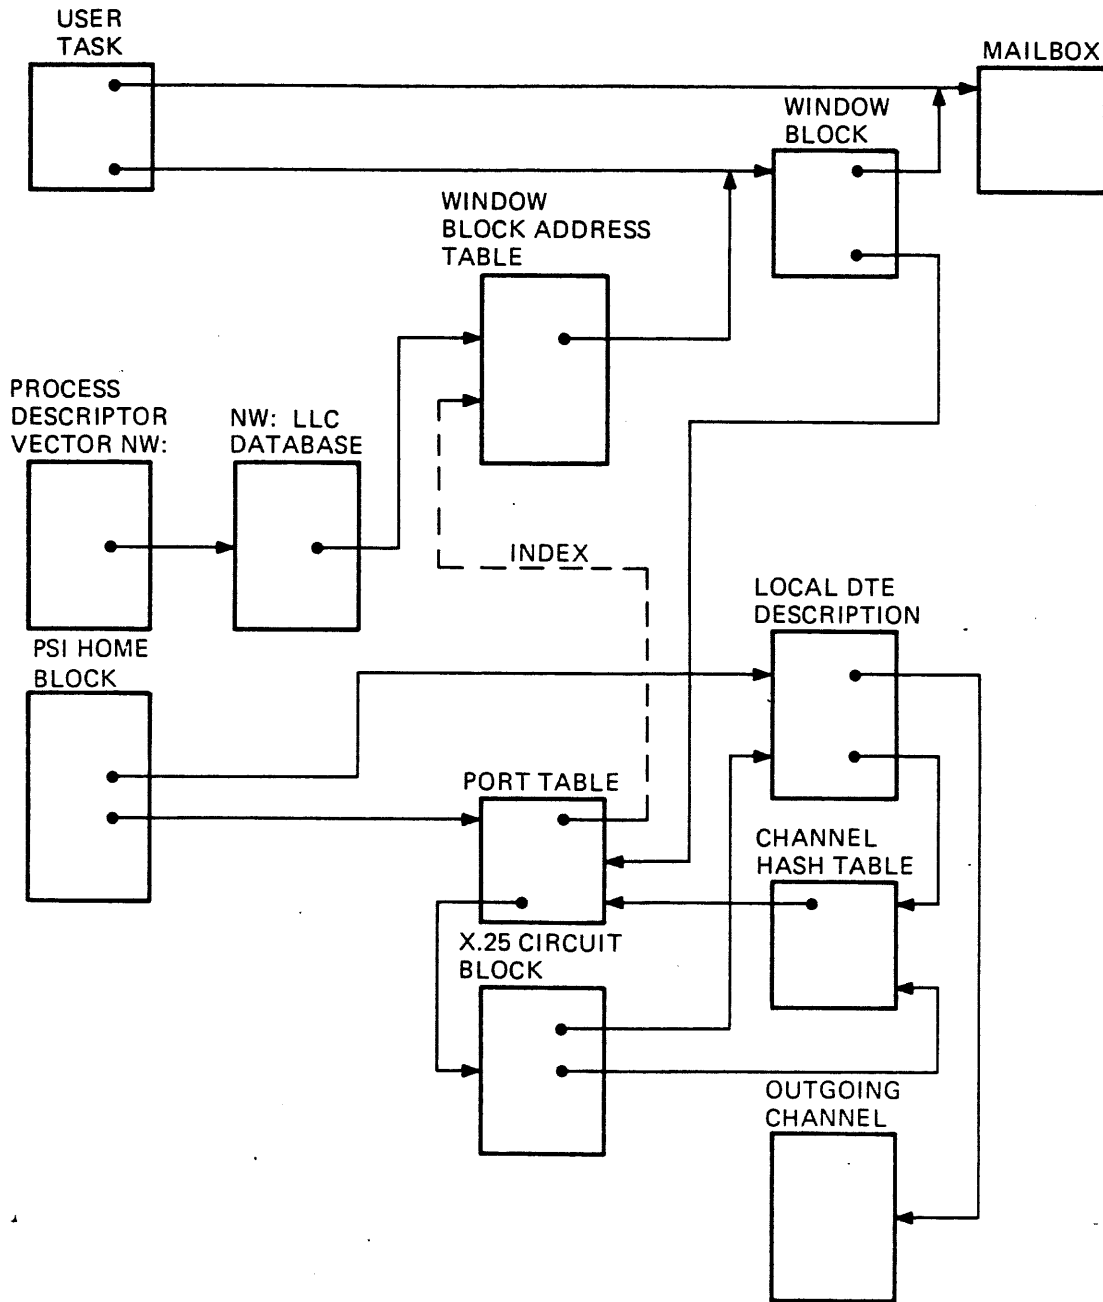 USER
TASK
MAILBOX
WINDOW
BLOCK
WINDOW
BLOCK ADDRESS
TABLE
PROCESS
DESCRIPTOR
VECTOR NW:
NW: LLC
DATABASE
INDEX
LOCAL DTE
DESCRIPTION
PSI HOME
BLOCK
PORT TABLE
CHANNEL
HASH TABLE
X.25 CIRCUIT
BLOCK
OUTGOING
CHANNEL